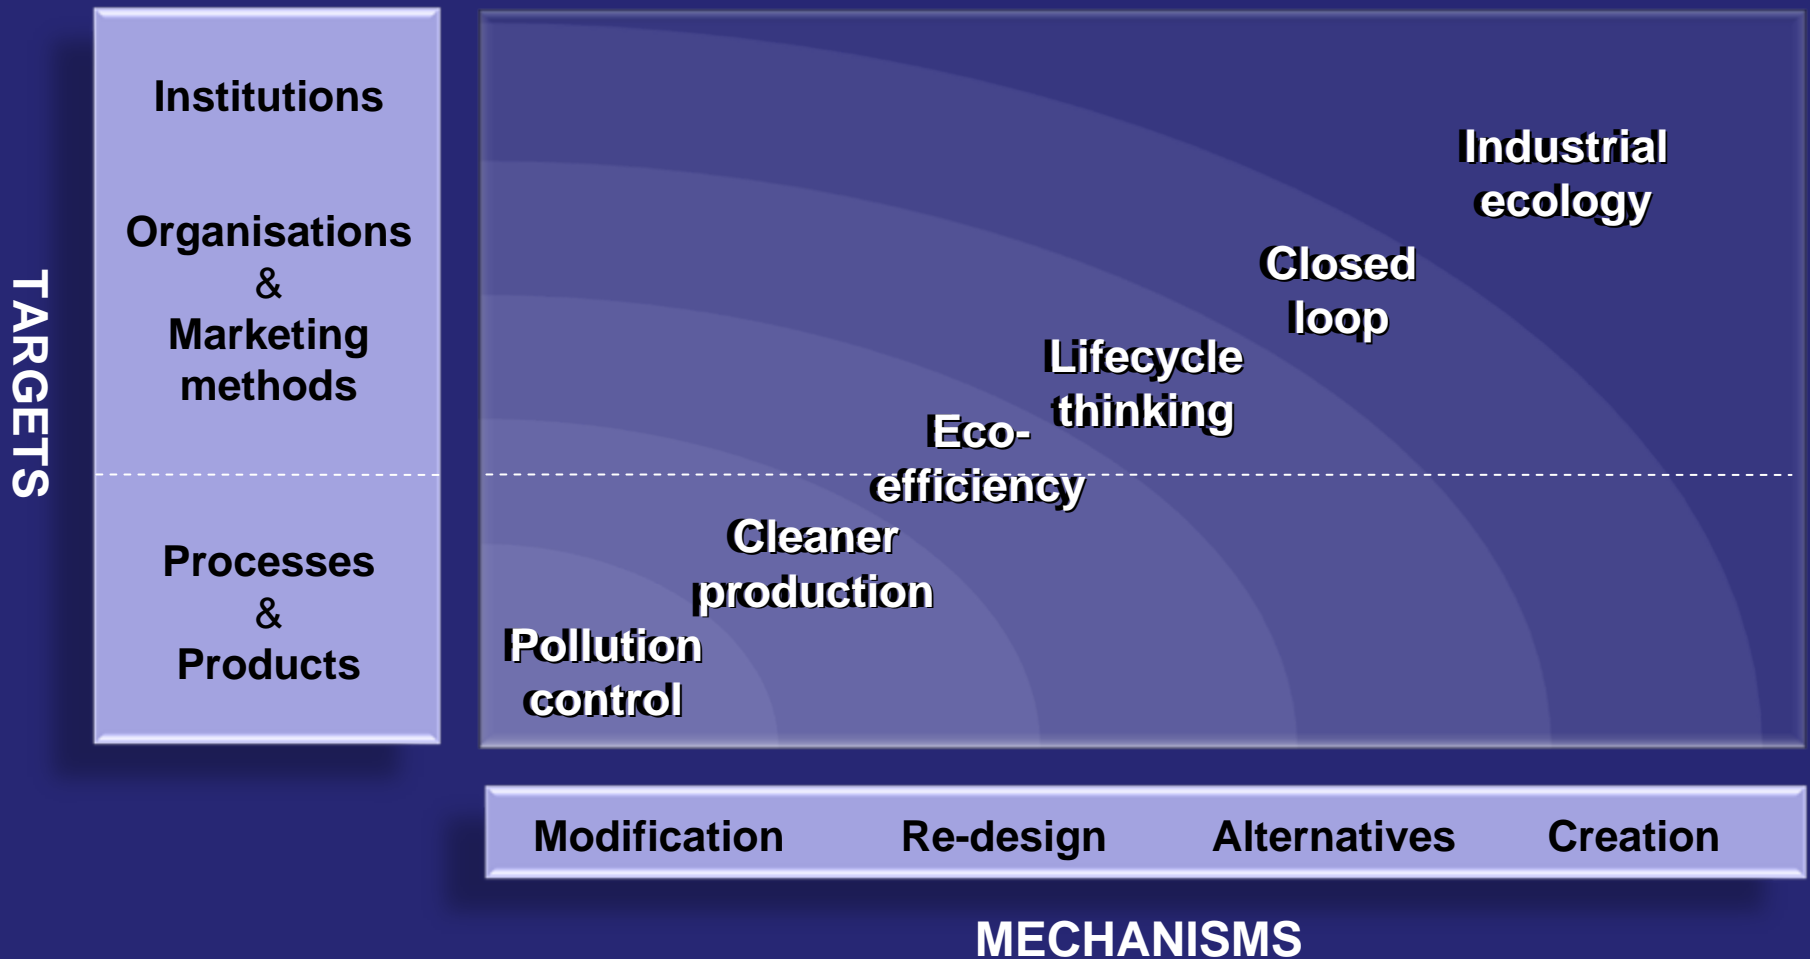 TARGETS
Institutions
Organisations
&
Marketing
methods
Processes
&
Products
Industrial
ecology
Closed
loop
Lifecycle
thinking
Eco-
efficiency
Cleaner
production
Pollution
control
Modification Re-design Alternatives Creation
MECHANISMS